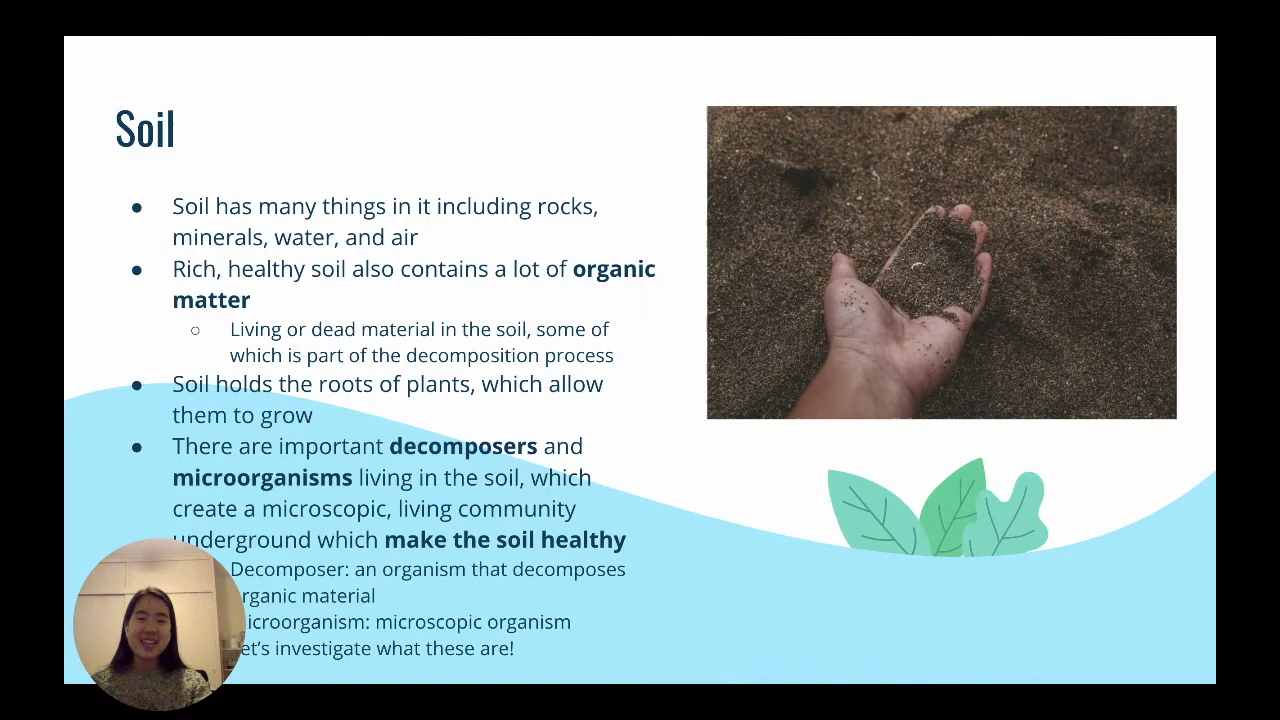 Soil
● Soil has many things in it including rocks,
minerals, water, and air
● Rich, healthy soil also contains a lot of organic
matter
○ Living or dead material in the soil, some of
which is part of the decomposition process
● Soil holds the roots of plants, which allow
them to grow
● There are important decomposers and
microorganisms living in the soil, which
create a microscopic, living community
underground which make the soil healthy
Decomposer: an organism that decomposes
rganic material
icroorganism: microscopic organism
et's investigate what these are!